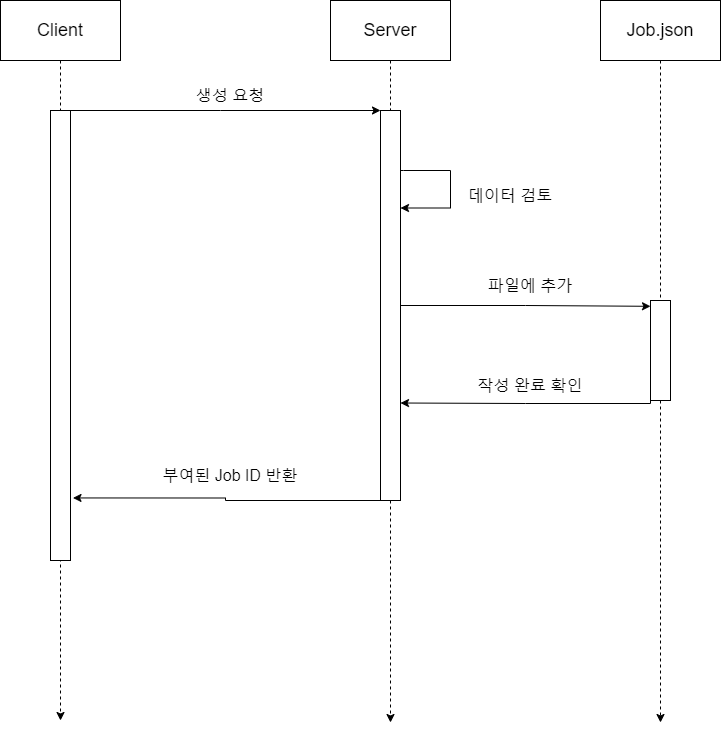 Client
Server
Job.json
생성 요청
데이터 검토
파일에 추가
작성 완료 확인
부여된 Job ID 반환